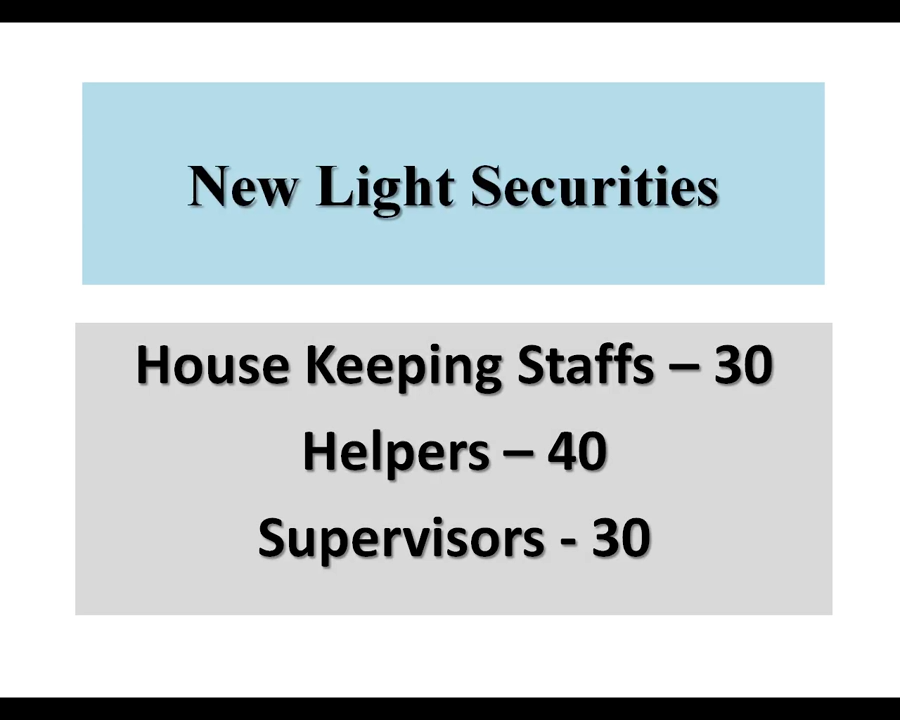 New Light Securities
House Keeping Staffs – 30
Helpers – 40
Supervisors - 30